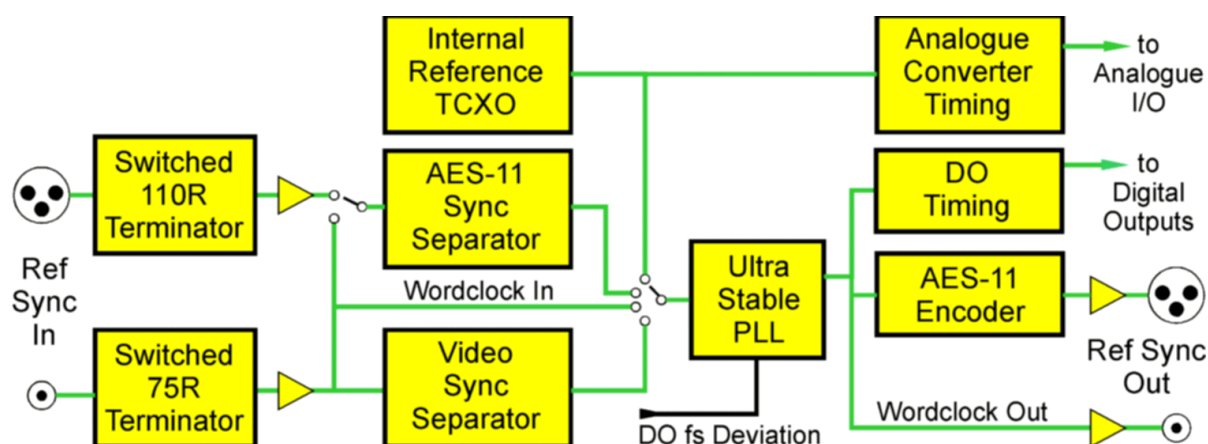 Internal
Reference
TCXO
Analogue
Converter
Timing
to
Analogue
I/O
Switched
110R
Terminator
AES-11
Sync
Separator
DO
Timing
to
Digital
Outputs
Ref
Sync
In
Wordclock In
Ultra
Stable
PLL
AES-11
Encoder
Ref Sync
Out
Switched
75R
Terminator
Video
Sync
Separator
DO fs Deviation
Wordclock Out